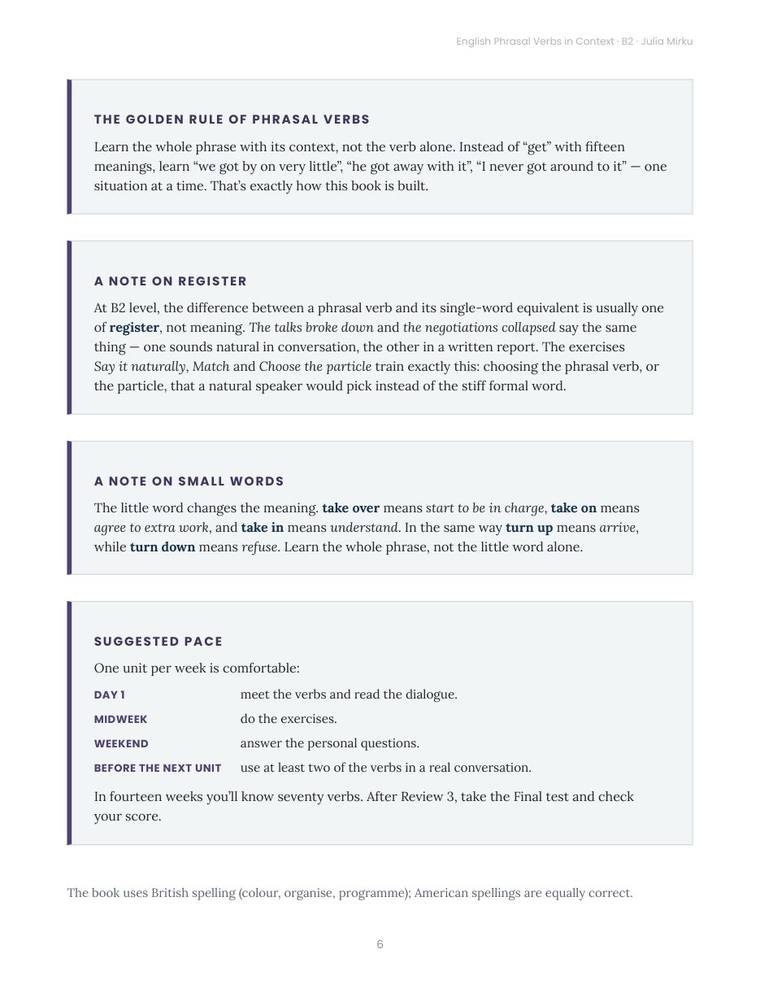 English Phrasal Verbs in Context · B2 · Julia Mirku
THE GOLDEN RULE OF PHRASAL VERBS
Learn the whole phrase with its context, not the verb alone. Instead of “get” with fifteen
meanings, learn “we got by on very little”, “he got away with it”, “I never got around to it” — one
situation at a time. That’s exactly how this book is built.
A NOTE ON REGISTER
At B2 level, the difference between a phrasal verb and its single-word equivalent is usually one
of register, not meaning. The talks broke down and the negotiations collapsed say the same
thing — one sounds natural in conversation, the other in a written report. The exercises
Say it naturally, Match and Choose the particle train exactly this: choosing the phrasal verb, or
the particle, that a natural speaker would pick instead of the stiff formal word.
A NOTE ON SMALL WORDS
The little word changes the meaning. take over means start to be in charge, take on means
agree to extra work, and take in means understand. In the same way turn up means arrive,
while turn down means refuse. Learn the whole phrase, not the little word alone.
SUGGESTED PACE
One unit per week is comfortable:
DAY 1 meet the verbs and read the dialogue.
MIDWEEK do the exercises.
WEEKEND answer the personal questions.
BEFORE THE NEXT UNIT use at least two of the verbs in a real conversation.
In fourteen weeks you’ll know seventy verbs. After Review 3, take the Final test and check
your score.
The book uses British spelling (colour, organise, programme); American spellings are equally correct.
6